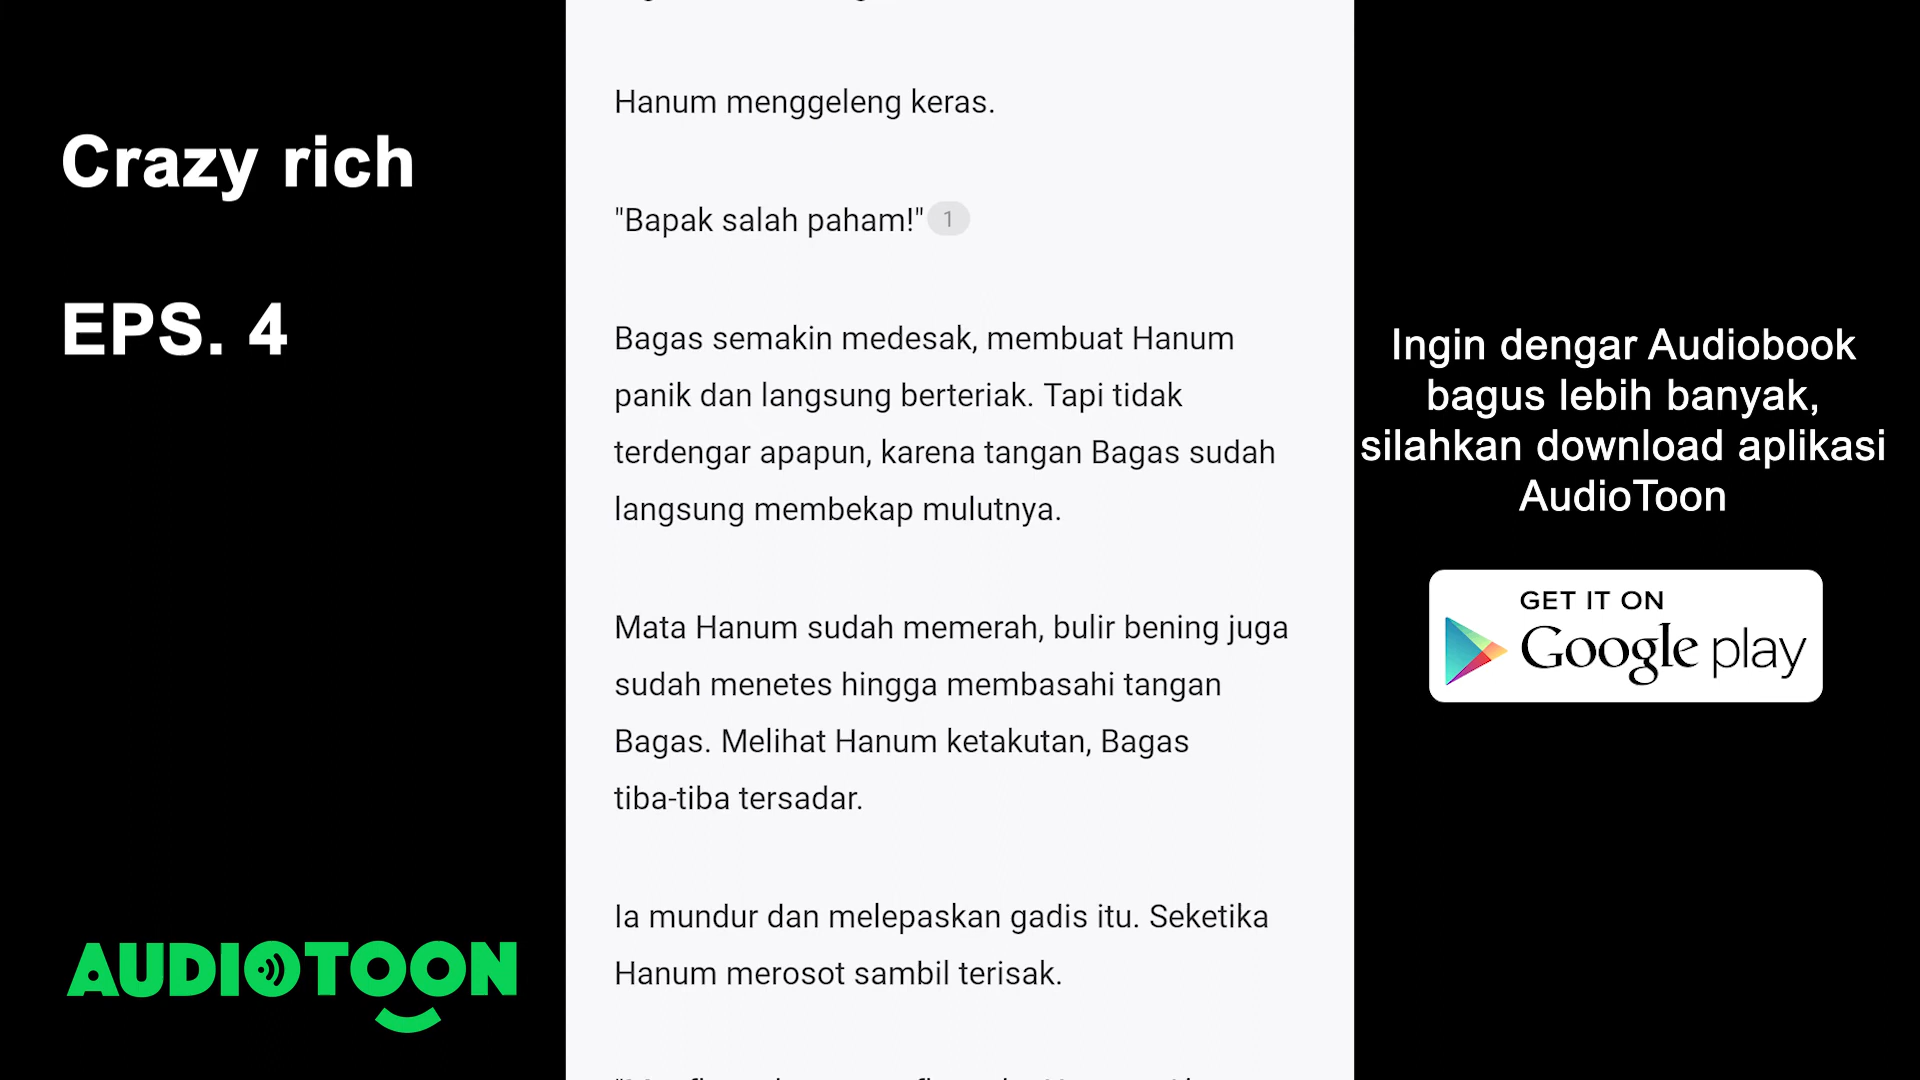 Crazy rich
EPS. 4
AUDIOTOON
Hanum menggeleng keras.
"Bapak salah paham!" 1
Bagas semakin medesak, membuat Hanum
panik dan langsung berteriak. Tapi tidak
terdengar apapun, karena tangan Bagas sudah
langsung membekap mulutnya.
Mata Hanum sudah memerah, bulir bening juga
sudah menetes hingga membasahi tangan
Bagas. Melihat Hanum ketakutan, Bagas
tiba-tiba tersadar.
Ia mundur dan melepaskan gadis itu. Seketika
Hanum merosot sambil terisak.
Ingin dengar Audiobook
bagus lebih banyak,
silahkan download aplikasi
AudioToon
GET IT ON
Google play